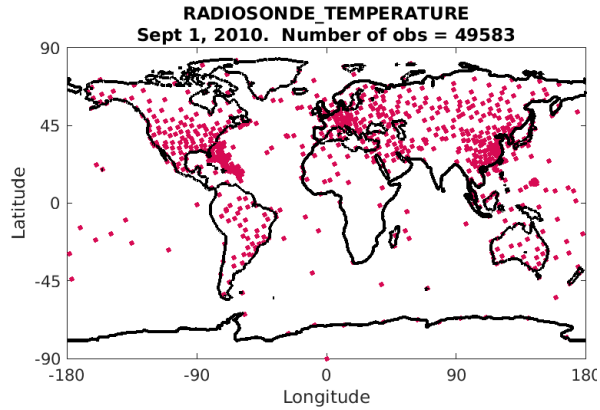 RADIOSONDE_TEMPERATURE
Sept 1, 2010.  Number of obs = 49583
90
45
0
-45
-90
Latitude
-180
-90
0
90
180
Longitude